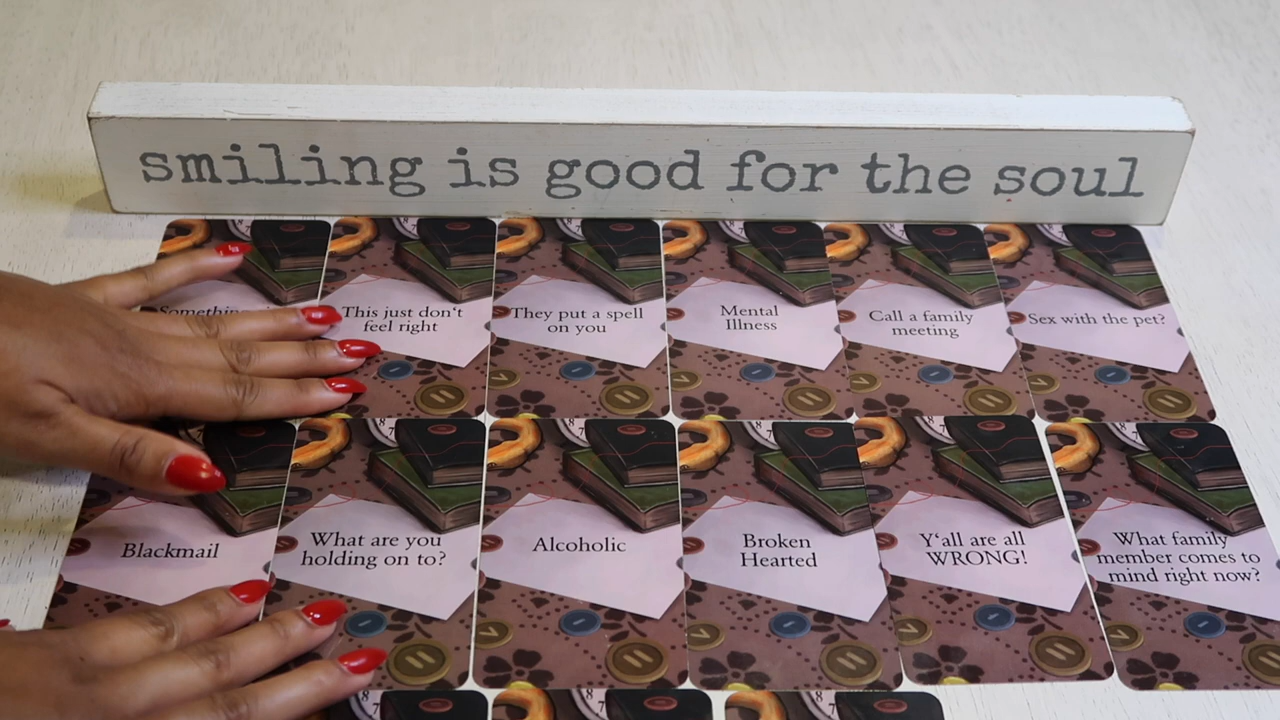 smiling is good for the soul
Something
This just don't
feel right
They put a spell
on you
Mental
Illness
Call a family
meeting
Sex with the pet?
Blackmail
What are you
holding on to?
Alcoholic
Broken
Hearted
Y'all are all
WRONG!
What family
member comes to
mind right now?